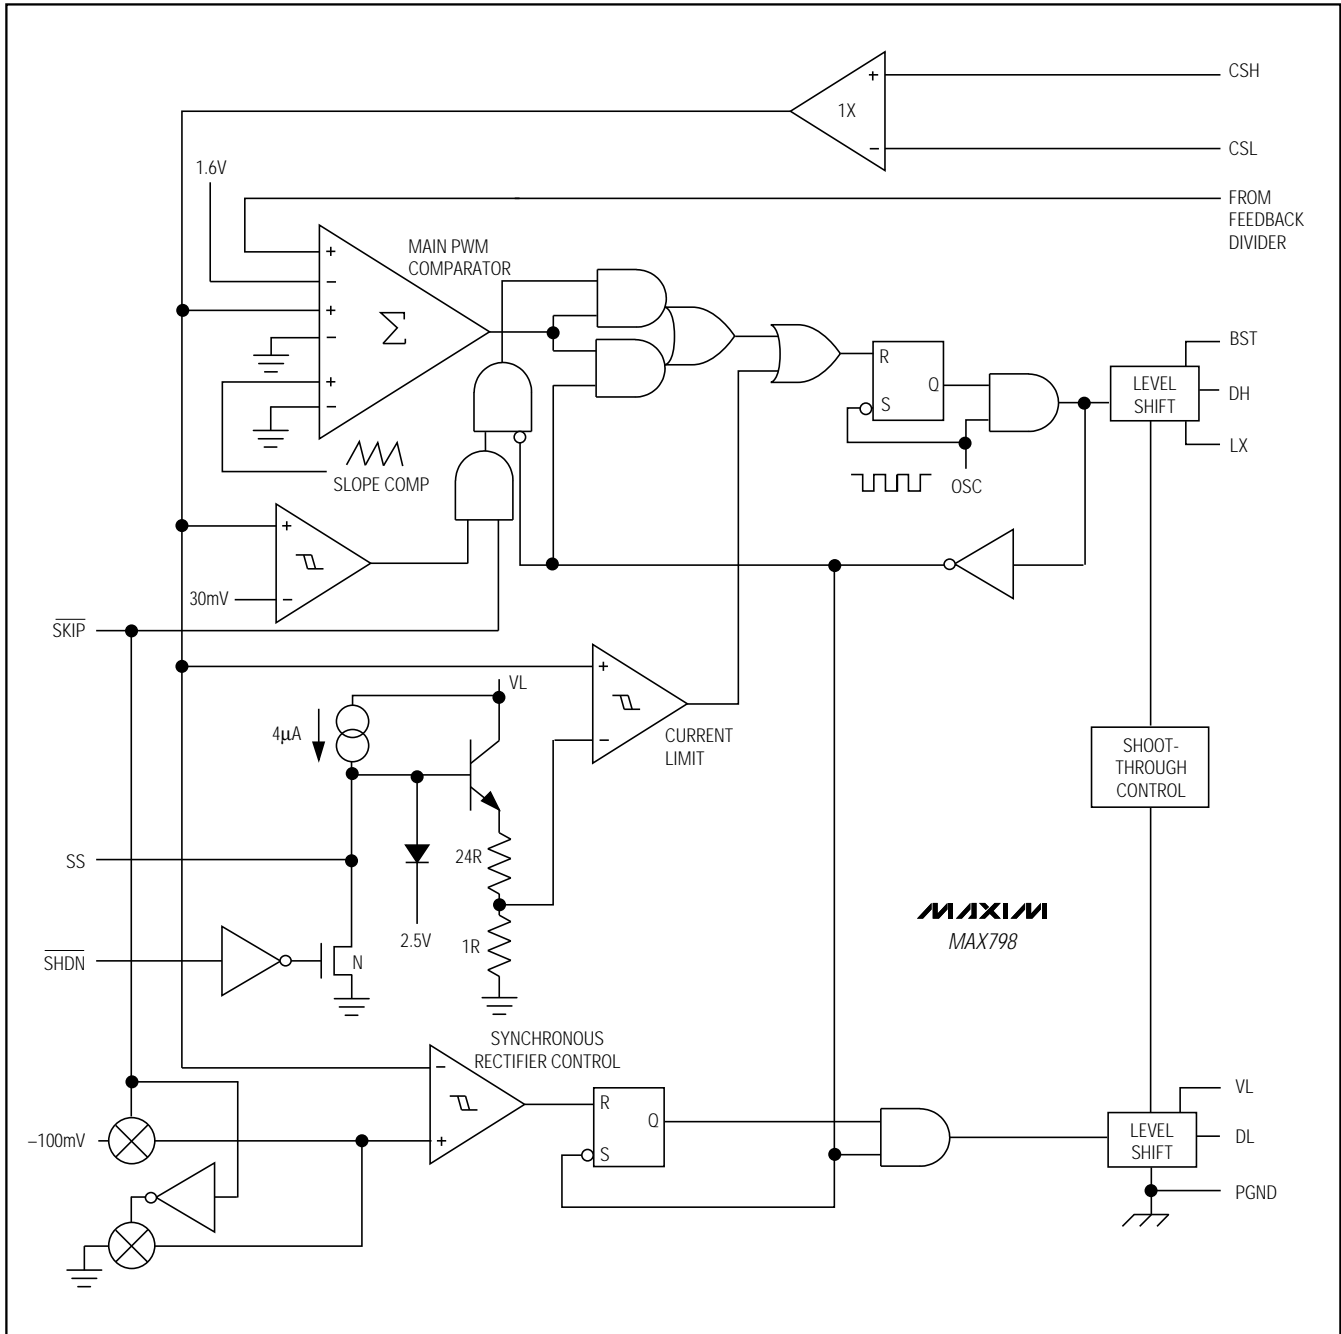 CSH
+
1X
CSL
−
1.6V
FROM
FEEDBACK
DIVIDER
MAIN PWM
COMPARATOR
+
−
+
−
+
−
Σ
R
Q
S
BST
LEVEL
SHIFT
DH
LX
SLOPE COMP
OSC
+
30mV
−
SKIP
+
VL
4μA
−
CURRENT
LIMIT
SHOOT-
THROUGH
CONTROL
SS
24R
2.5V
1R
MAXIM
MAX798
SHDN
N
SYNCHRONOUS
RECTIFIER CONTROL
−
+
R
Q
S
VL
–100mV
LEVEL
SHIFT
DL
PGND